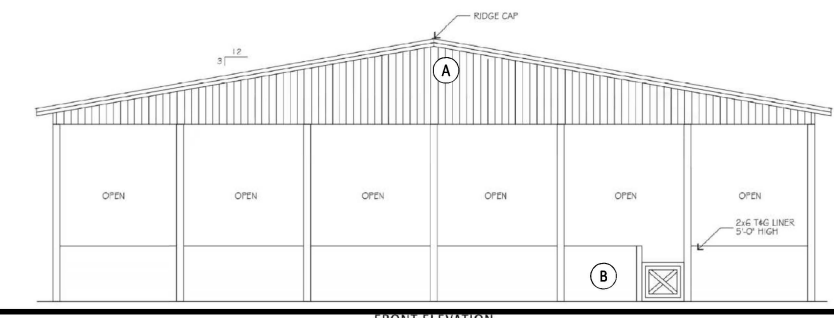 RIDGE CAP
12
3
A
OPEN OPEN OPEN OPEN OPEN OPEN
2x6 T&G LINER
5'-0" HIGH
B
FRONT ELEVATION